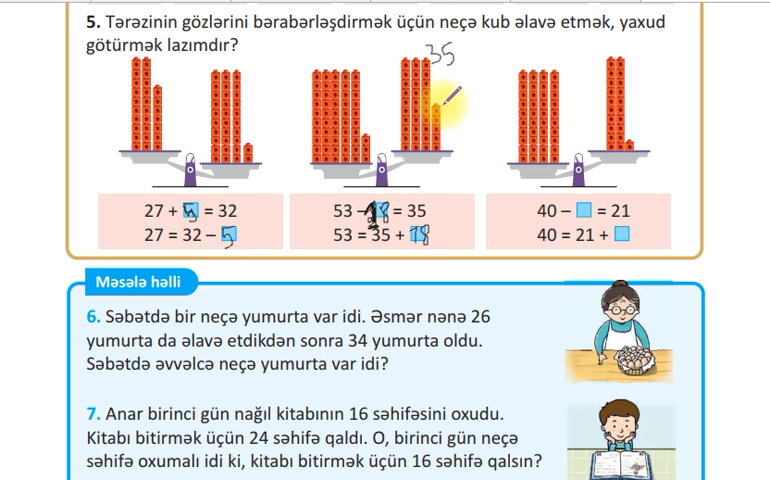 5. Tərəzinin gözlərini bərabərləşdirmək üçün neçə kub əlavə etmək, yaxud
götürmək lazımdır?
35
27 + 5 = 32
27 = 32 – 5
53 – 18 = 35
53 = 35 + 18
40 – □ = 21
40 = 21 + □
Məsələ həlli
6. Səbətdə bir neçə yumurta var idi. Əsmər nənə 26
yumurta da əlavə etdikdən sonra 34 yumurta oldu.
Səbətdə əvvəlcə neçə yumurta var idi?
7. Anar birinci gün nağıl kitabının 16 səhifəsini oxudu.
Kitabı bitirmək üçün 24 səhifə qaldı. O, birinci gün neçə
səhifə oxumalı idi ki, kitabı bitirmək üçün 16 səhifə qalsın?